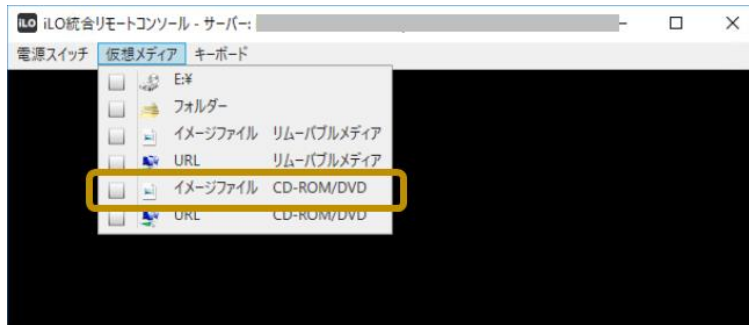 iLO iLO統合リモートコンソール - サーバー:
電源スイッチ 仮想メディア キーボード
E:¥
フォルダー
イメージファイル リムーバブルメディア
URL リムーバブルメディア
イメージファイル CD-ROM/DVD
URL CD-ROM/DVD